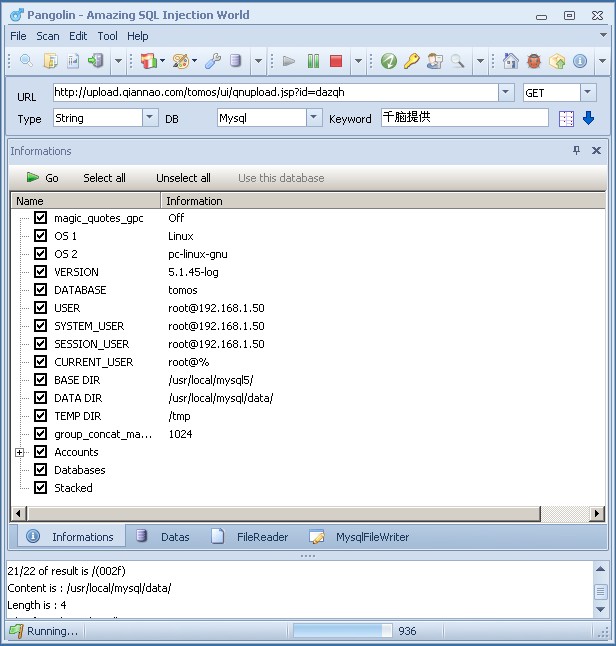 Pangolin - Amazing SQL Injection World
File Scan Edit Tool Help
URL http://upload.qiannao.com/tomos/ui/qnupload.jsp?id=dazqh GET
Type String DB Mysql Keyword 千脑提供
Informations
Go Select all Unselect all Use this database
Name Information
magic_quotes_gpc Off
OS 1 Linux
OS 2 pc-linux-gnu
VERSION 5.1.45-log
DATABASE tomos
USER root@192.168.1.50
SYSTEM_USER root@192.168.1.50
SESSION_USER root@192.168.1.50
CURRENT_USER root@%
BASE DIR /usr/local/mysql5/
DATA DIR /usr/local/mysql/data/
TEMP DIR /tmp
group_concat_ma... 1024
Accounts
Databases
Stacked
Informations Datas FileReader MysqlFileWriter
21/22 of result is /(002f)
Content is : /usr/local/mysql/data/
Length is : 4
Running... 936